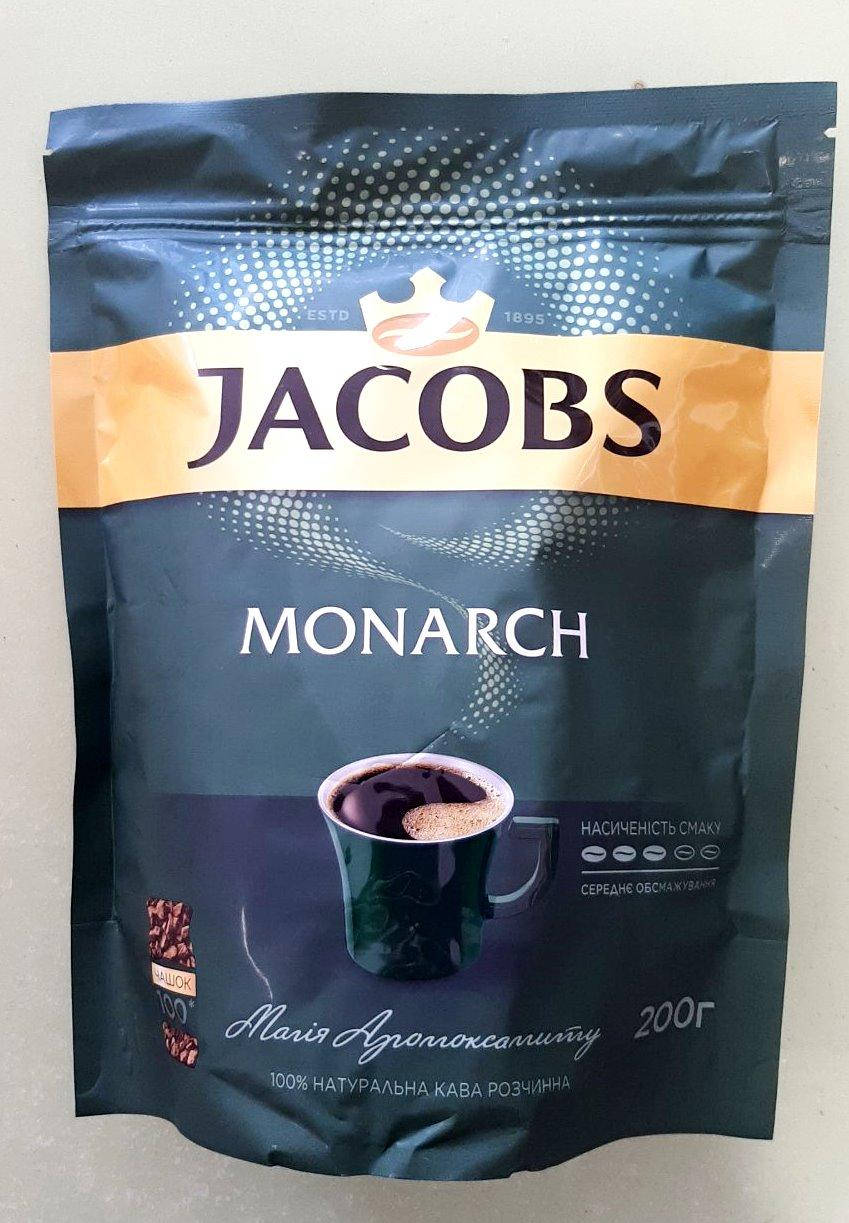 ESTD 1895
JACOBS
MONARCH
НАСИЧЕНІСТЬ СМАКУ
СЕРЕДНЄ ОБСМАЖУВАННЯ
ЧАШОК
100*
Магія Аромоксамиту
200г
100% НАТУРАЛЬНА КАВА РОЗЧИННА